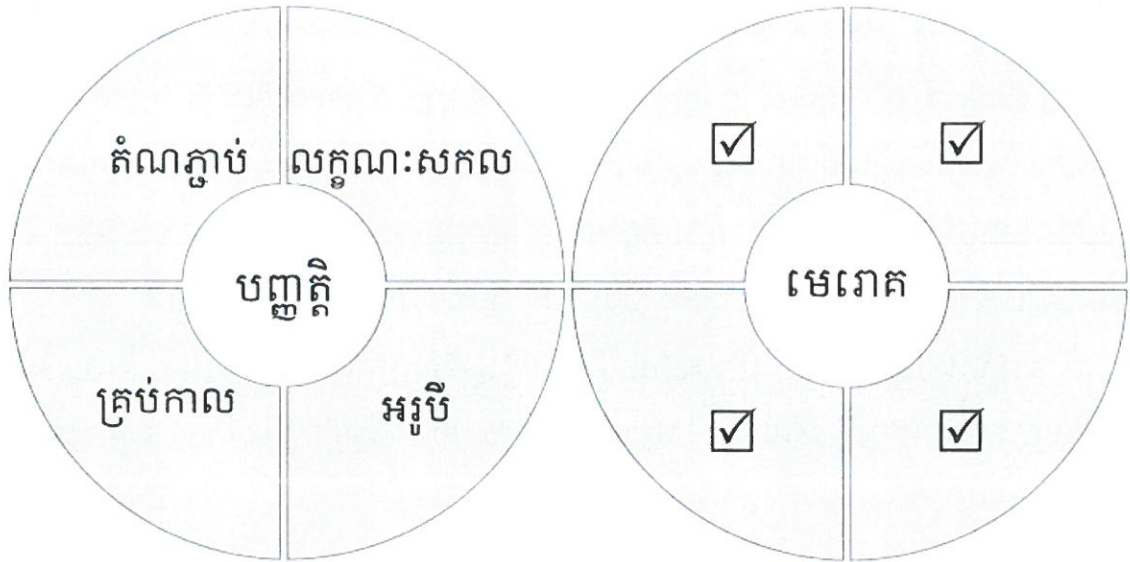 តំណភ្ជាប់ លក្ខណៈសកល
បញ្ញត្តិ
គ្រប់កាល អរូបី
☑ ☑
មេរោគ
☑ ☑